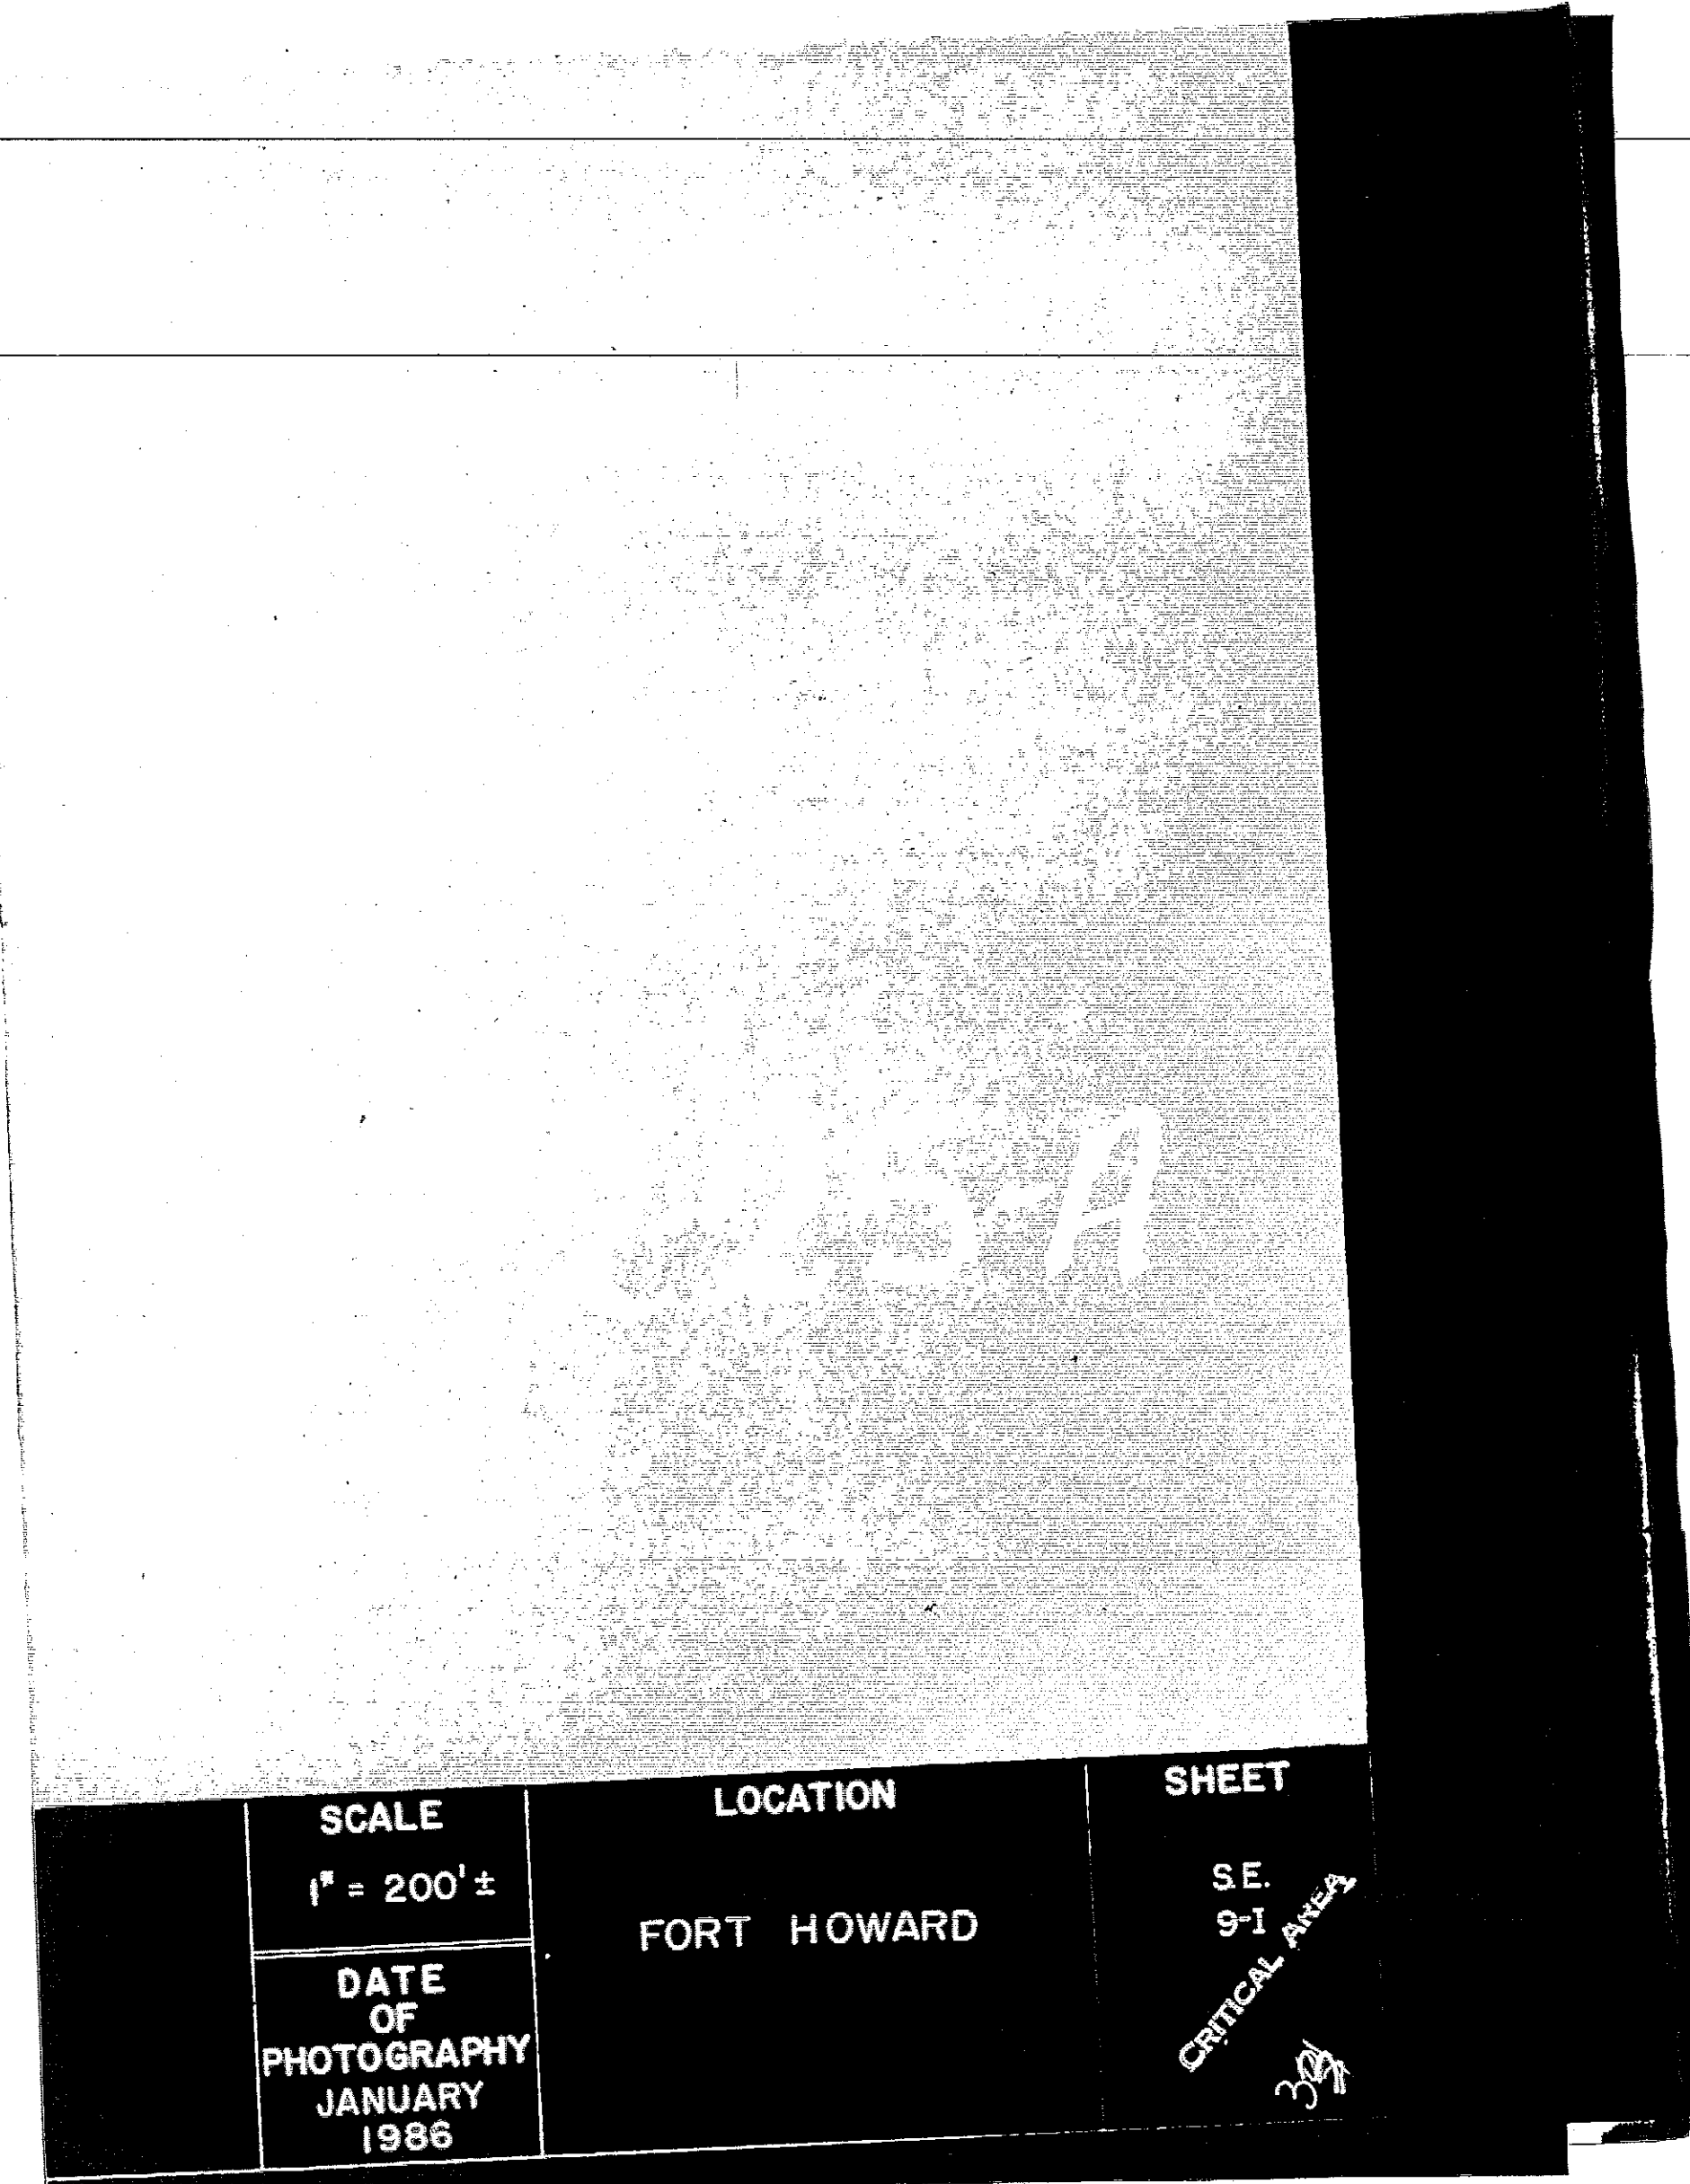 SCALE
1" = 200'±
DATE
OF
PHOTOGRAPHY
JANUARY
1986
LOCATION
FORT HOWARD
SHEET
S.E.
9-I
CRITICAL AREA